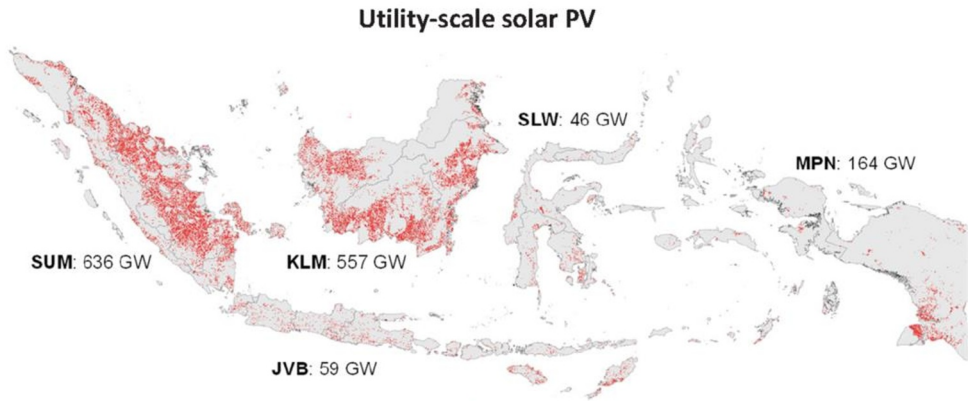 Utility-scale solar PV
SLW: 46 GW
MPN: 164 GW
SUM: 636 GW
KLM: 557 GW
JVB: 59 GW